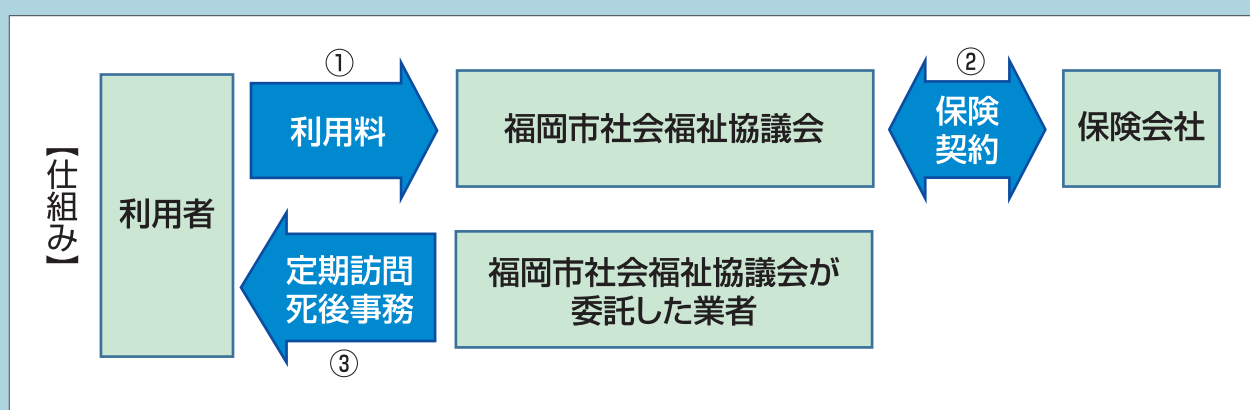 【仕組み】
利用者
①
利用料
福岡市社会福祉協議会
②
保険
契約
保険会社
定期訪問
死後事務
③
福岡市社会福祉協議会が
委託した業者